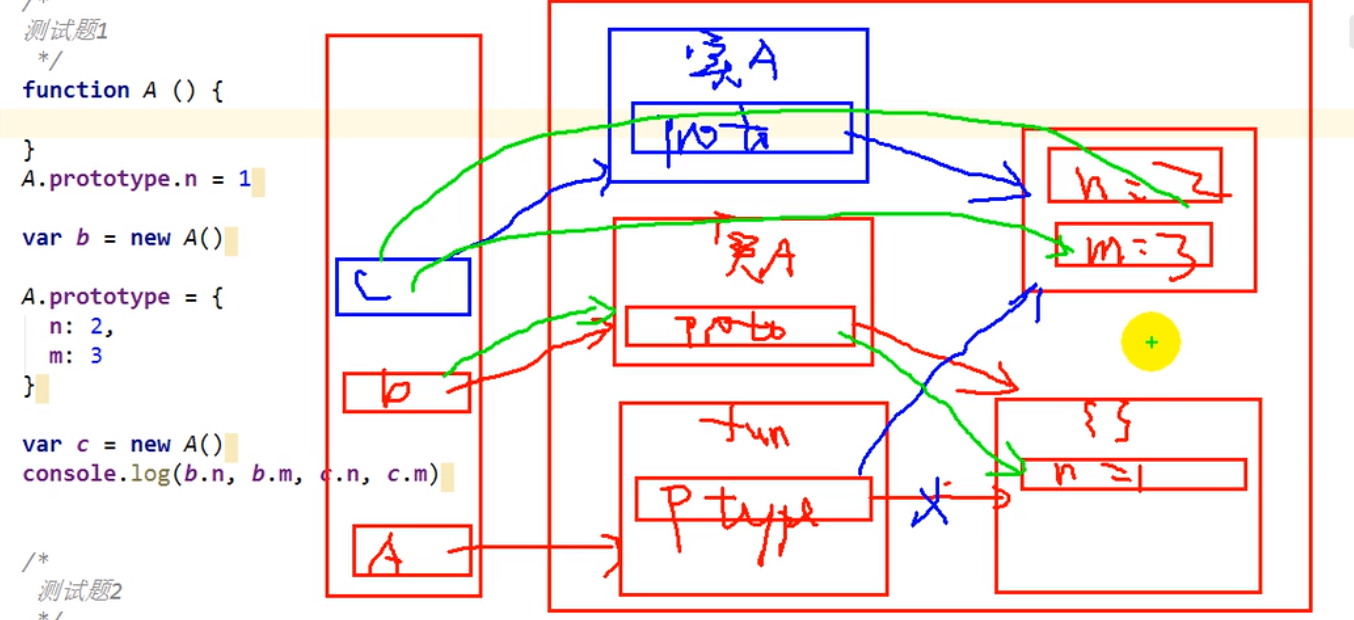 /*
测试题1
*/
function A () {
}
A.prototype.n = 1
var b = new A()
A.prototype = {
n: 2,
m: 3
}
var c = new A()
console.log(b.n, b.m, c.n, c.m)
/*
测试题2
*/
实A
proto
n = 2
m = 3
C
实A
proto
b
{}
n = 1
fun
P type
A